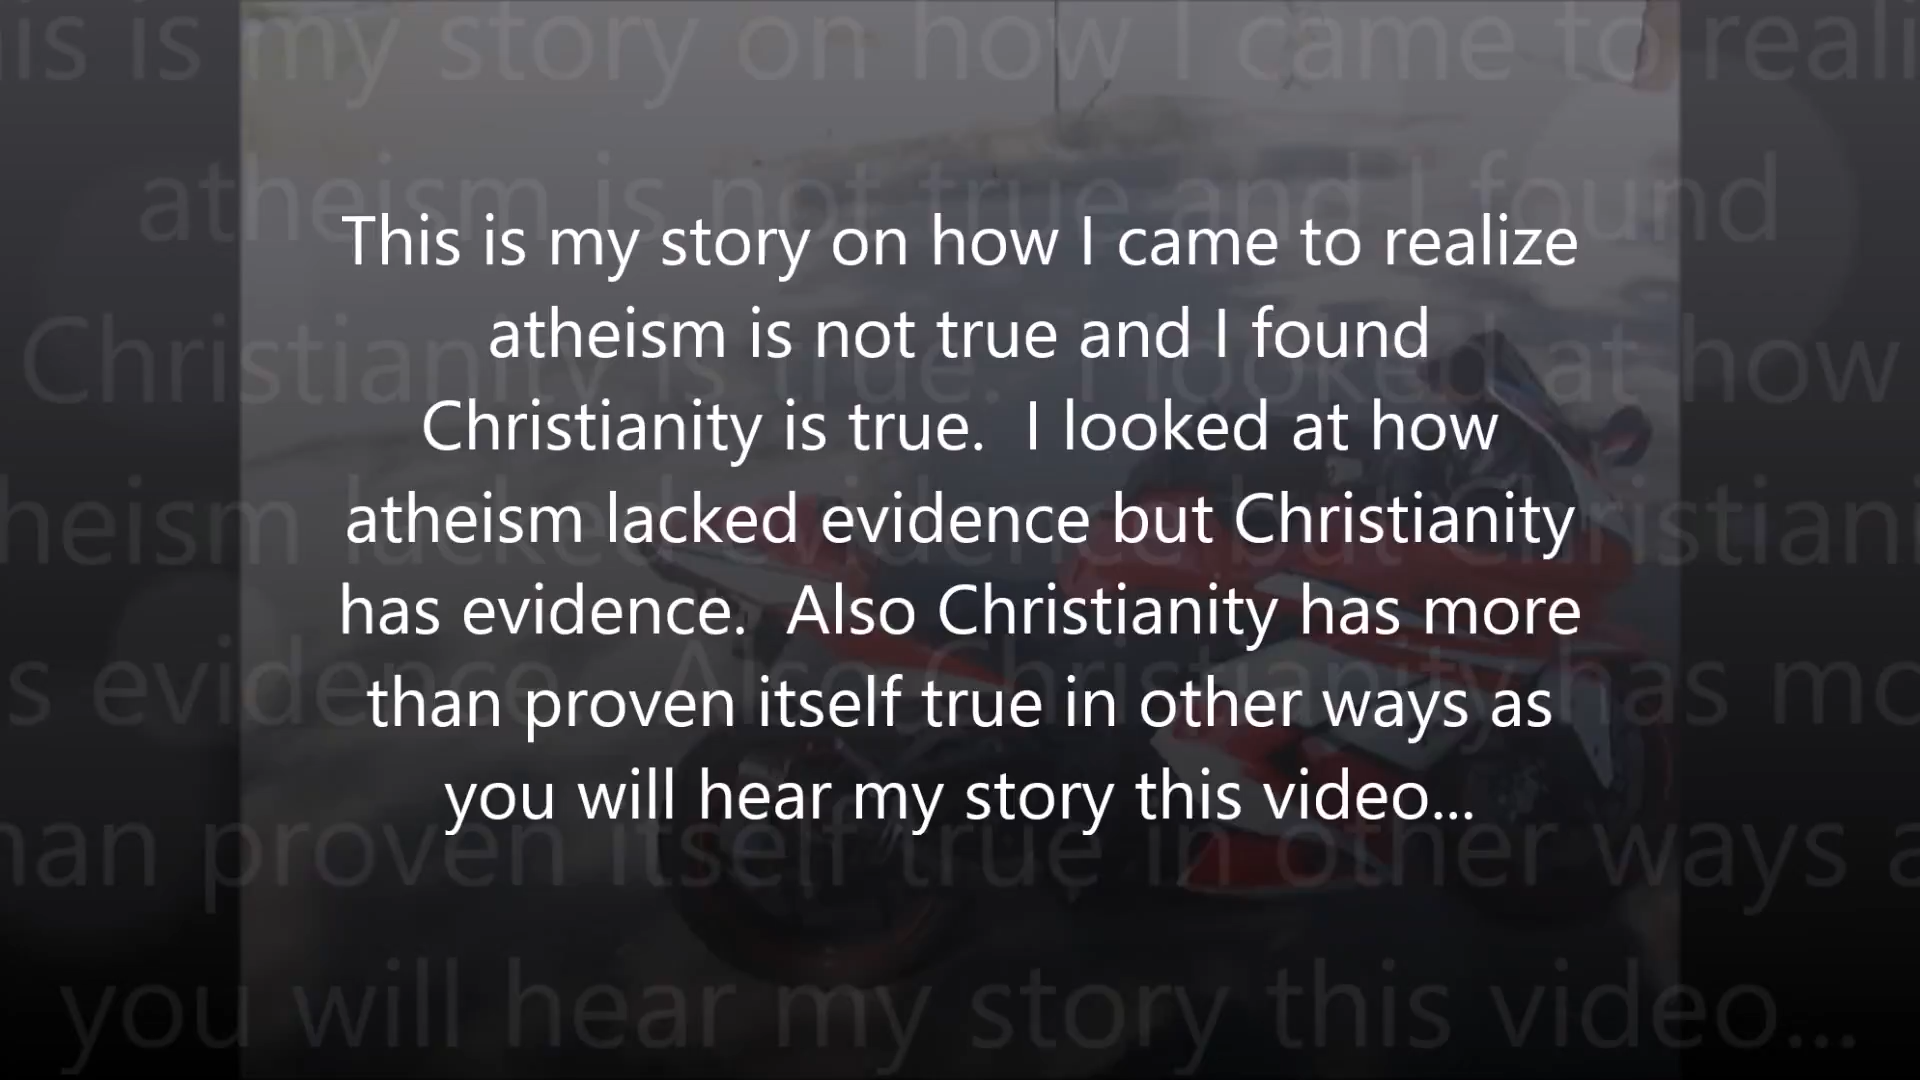 This is my story on how I came to realize
atheism is not true and I found
Christianity is true.  I looked at how
atheism lacked evidence but Christianity
has evidence.  Also Christianity has more
than proven itself true in other ways as
you will hear my story this video...